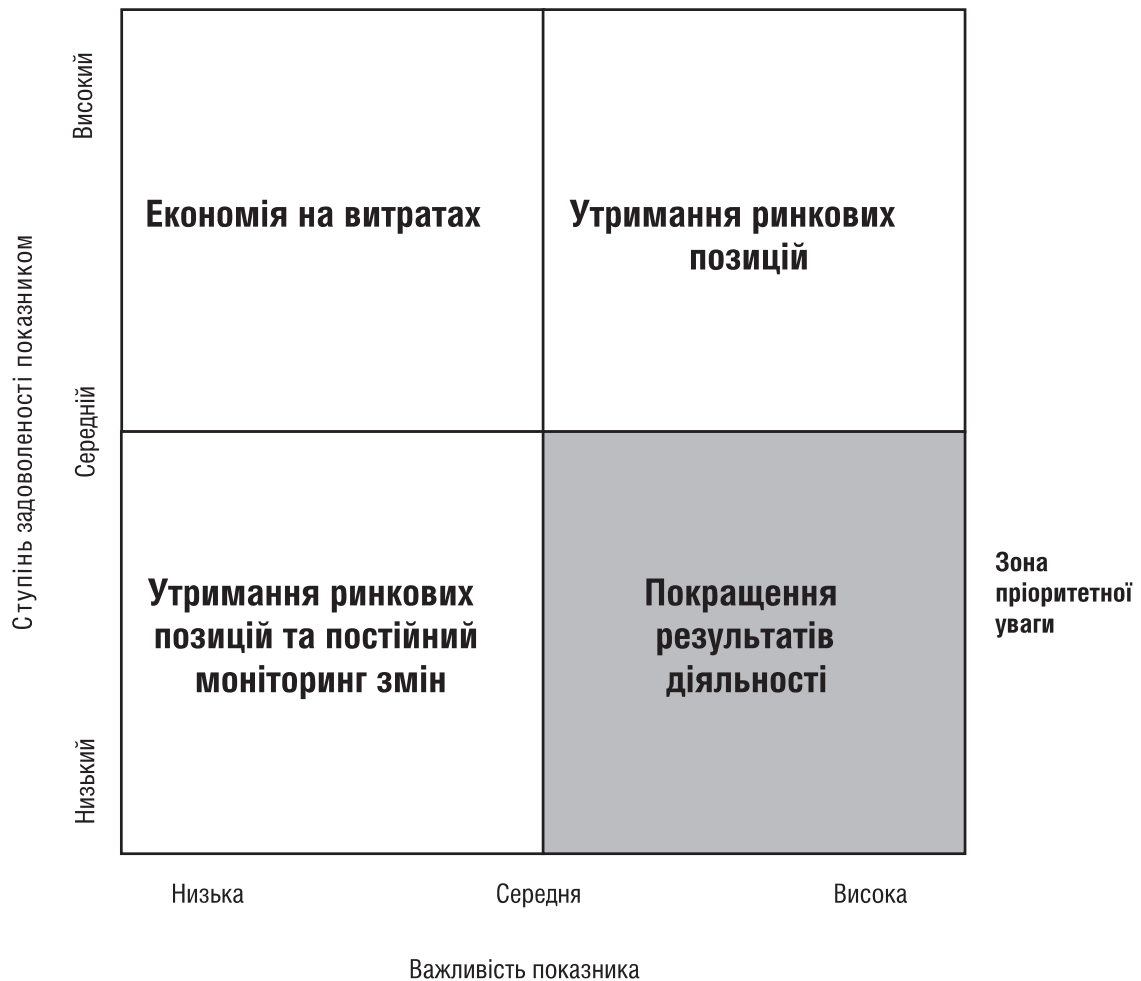 Ступінь задоволеності показником
Високий
Середній
Низький
Економія на витратах
Утримання ринкових
позицій
Утримання ринкових
позицій та постійний
моніторинг змін
Покращення
результатів
діяльності
Зона
пріоритетної
уваги
Низька
Середня
Висока
Важливість показника